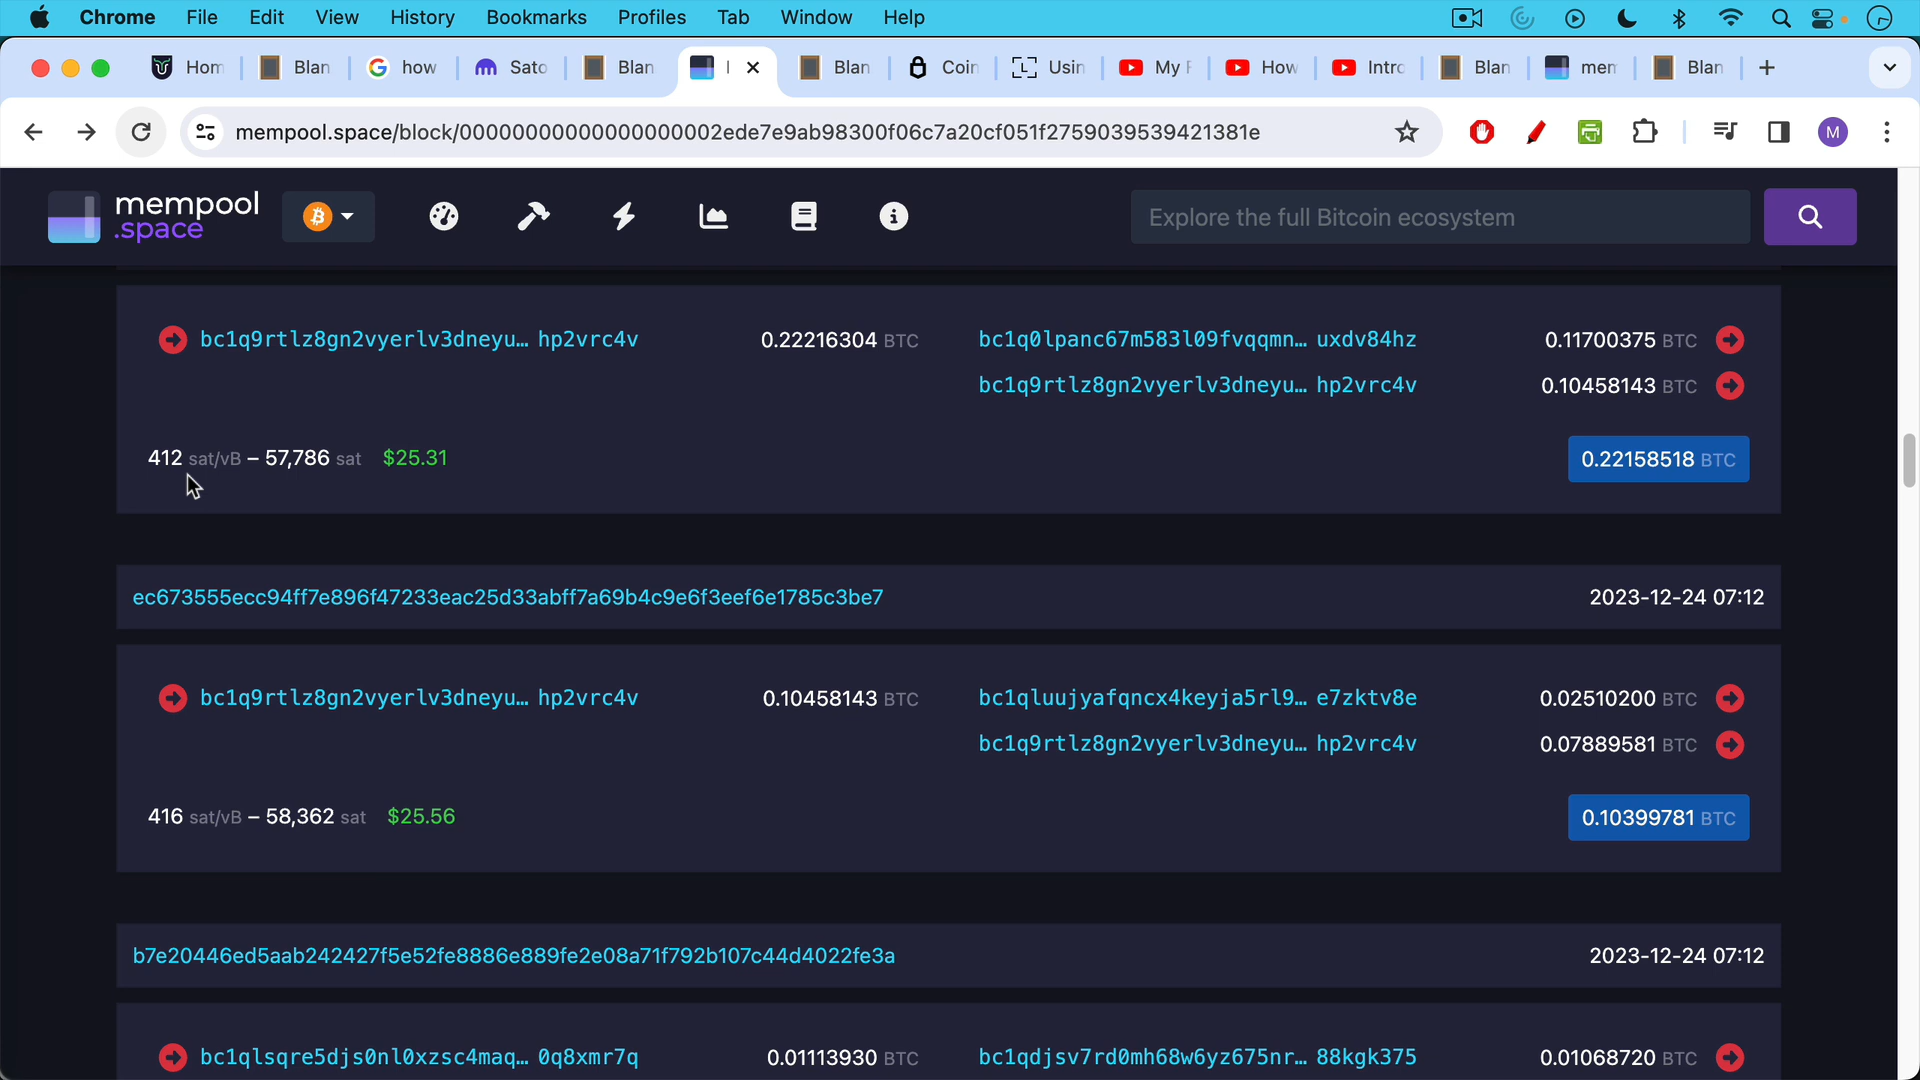 Chrome File Edit View History Bookmarks Profiles Tab Window Help
Hom Blan how Sato Blan Blan Coin Usin My How Intro Blan mem Blan
mempool.space/block/00000000000000000002ede7e9ab98300f06c7a20cf051f2759039539421381e M
mempool
.space
Explore the full Bitcoin ecosystem
bc1q9rtlz8gn2vyerlv3dneyu… hp2vrc4v 0.22216304 BTC bc1q0lpanc67m583l09fvqqmn… uxdv84hz 0.11700375 BTC
bc1q9rtlz8gn2vyerlv3dneyu… hp2vrc4v 0.10458143 BTC
412 sat/vB – 57,786 sat $25.31 0.22158518 BTC
ec673555ecc94ff7e896f47233eac25d33abff7a69b4c9e6f3eef6e1785c3be7 2023-12-24 07:12
bc1q9rtlz8gn2vyerlv3dneyu… hp2vrc4v 0.10458143 BTC bc1qluujyafqncx4keyja5rl9… e7zktv8e 0.02510200 BTC
bc1q9rtlz8gn2vyerlv3dneyu… hp2vrc4v 0.07889581 BTC
416 sat/vB – 58,362 sat $25.56 0.10399781 BTC
b7e20446ed5aab242427f5e52fe8886e889fe2e08a71f792b107c44d4022fe3a 2023-12-24 07:12
bc1qlsqre5djs0nl0xzsc4maq… 0q8xmr7q 0.01113930 BTC bc1qdjsv7rd0mh68w6yz675nr… 88kgk375 0.01068720 BTC